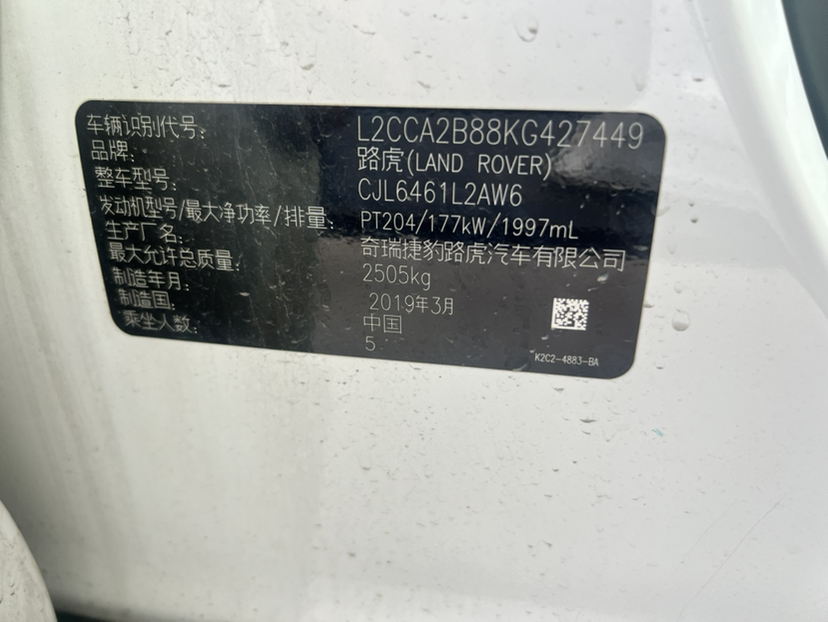 车辆识别代号: L2CCA2B88KG427449
品牌: 路虎(LAND ROVER)
整车型号: CJL6461L2AW6
发动机型号/最大净功率/排量: PT204/177kW/1997mL
生产厂名: 奇瑞捷豹路虎汽车有限公司
最大允许总质量: 2505kg
制造年月: 2019年3月
制造国: 中国
乘坐人数: 5
K2C2-4883-BA